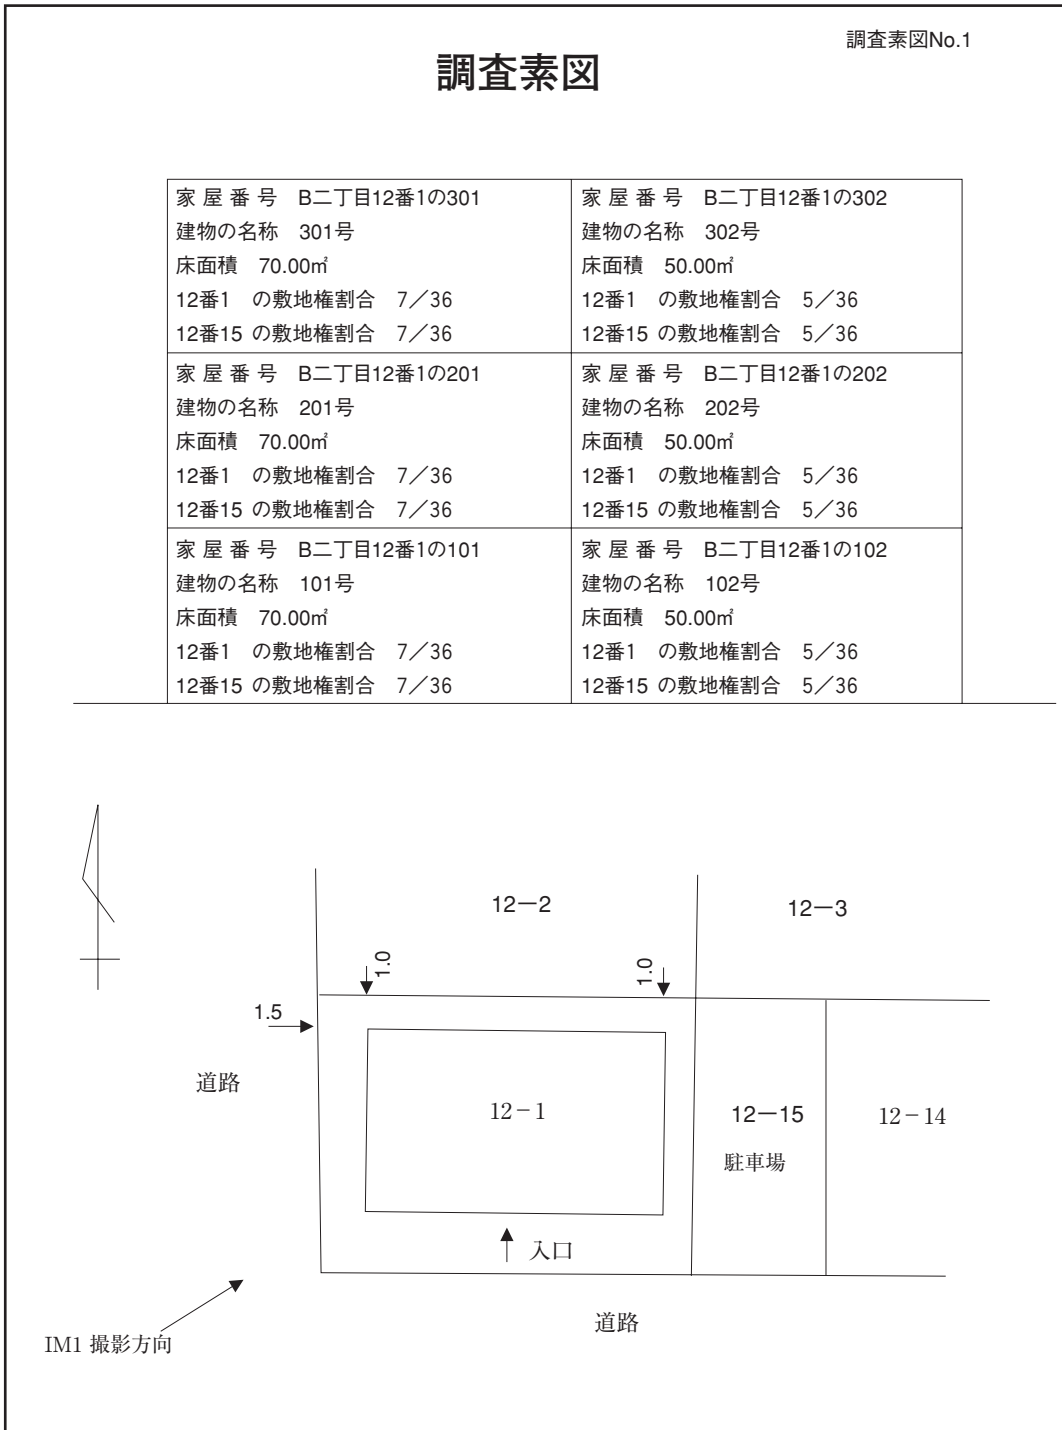 調査素図No.1
調査素図
家屋番号 B二丁目12番1の301
建物の名称 301号
床面積 70.00㎡
12番1 の敷地権割合 7／36
12番15 の敷地権割合 7／36
家屋番号 B二丁目12番1の302
建物の名称 302号
床面積 50.00㎡
12番1 の敷地権割合 5／36
12番15 の敷地権割合 5／36
家屋番号 B二丁目12番1の201
建物の名称 201号
床面積 70.00㎡
12番1 の敷地権割合 7／36
12番15 の敷地権割合 7／36
家屋番号 B二丁目12番1の202
建物の名称 202号
床面積 50.00㎡
12番1 の敷地権割合 5／36
12番15 の敷地権割合 5／36
家屋番号 B二丁目12番1の101
建物の名称 101号
床面積 70.00㎡
12番1 の敷地権割合 7／36
12番15 の敷地権割合 7／36
家屋番号 B二丁目12番1の102
建物の名称 102号
床面積 50.00㎡
12番1 の敷地権割合 5／36
12番15 の敷地権割合 5／36
12−2
12−3
1.0
1.0
1.5
道路
12−1
12−15
駐車場
12−14
入口
道路
IM1 撮影方向